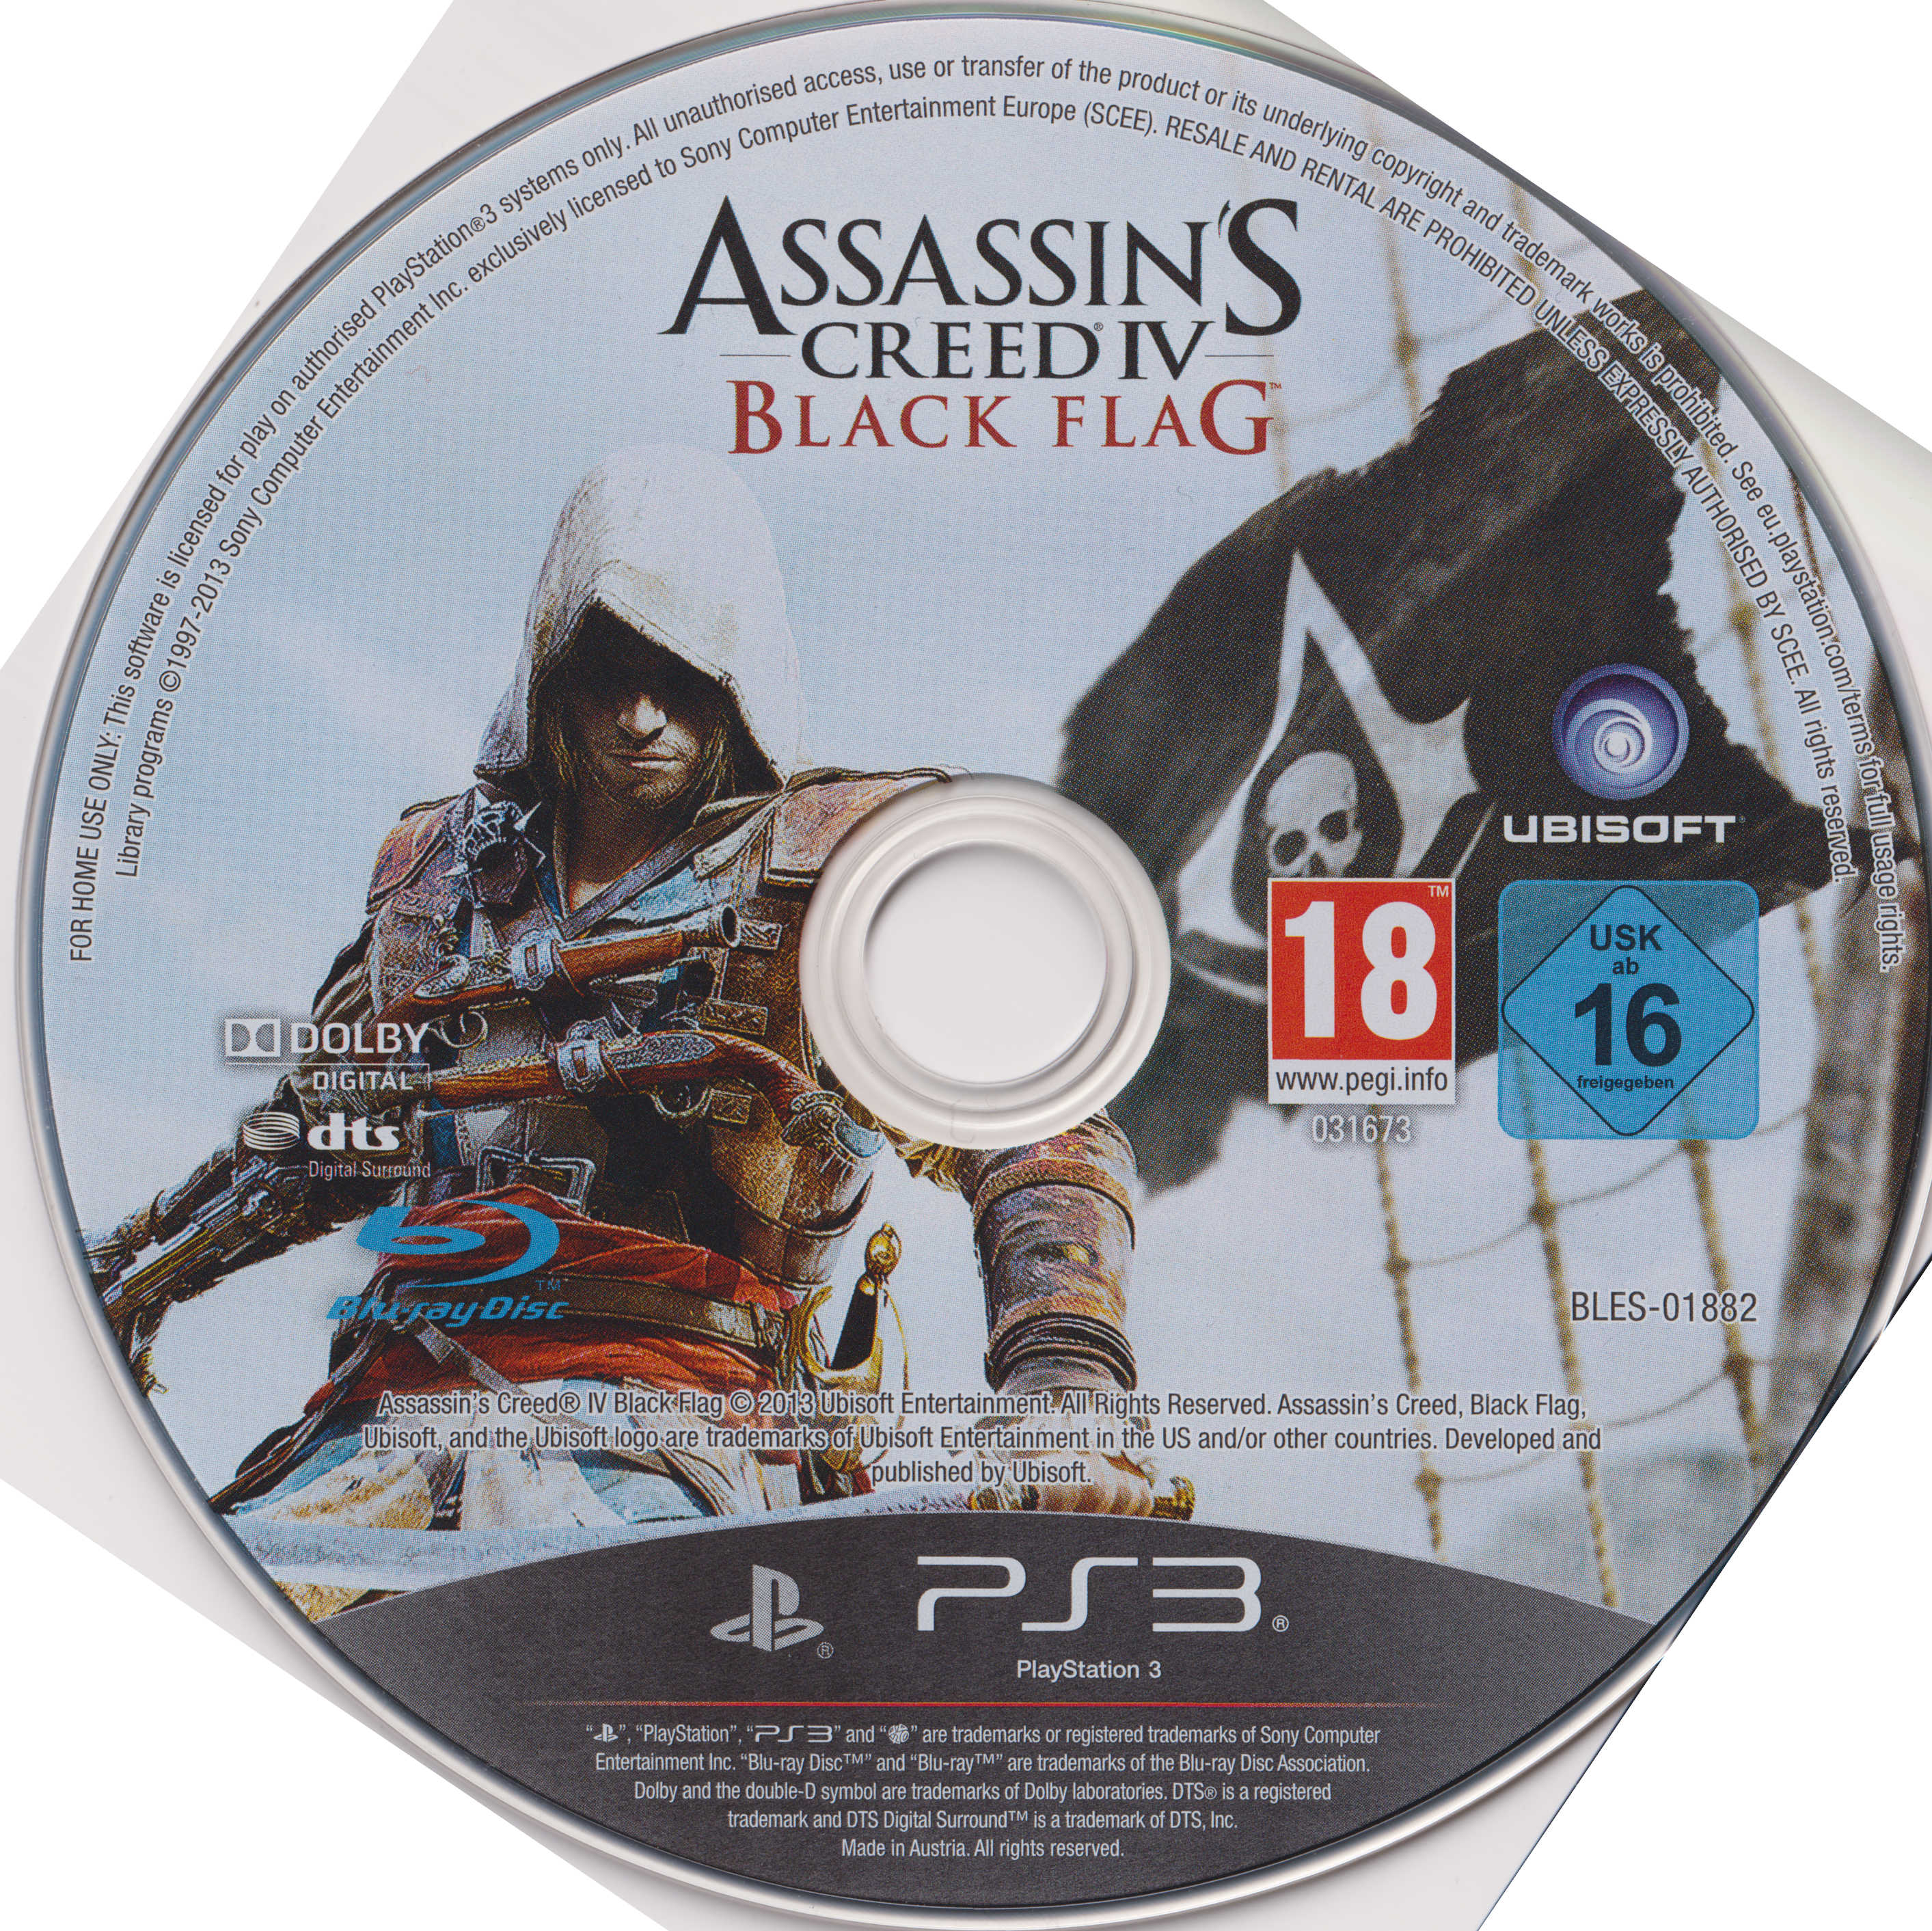 FOR HOME USE ONLY: This software is licensed for play on authorised PlayStation®3 systems only. All unauthorised access, use or transfer of the product or its underlying copyright and trademark works is prohibited. See eu.playstation.com/terms for full usage rights.
Library programs ©1997-2013 Sony Computer Entertainment Inc. exclusively licensed to Sony Computer Entertainment Europe (SCEE). RESALE AND RENTAL ARE PROHIBITED UNLESS EXPRESSLY AUTHORISED BY SCEE. All rights reserved.
ASSASSIN'S
CREED® IV
BLACK FLAG™
UBISOFT
18™
www.pegi.info
031673
USK
ab
16
freigegeben
DOLBY
DIGITAL
dts
Digital Surround
Blu-ray Disc™
BLES-01882
Assassin's Creed® IV Black Flag © 2013 Ubisoft Entertainment. All Rights Reserved. Assassin's Creed, Black Flag,
Ubisoft, and the Ubisoft logo are trademarks of Ubisoft Entertainment in the US and/or other countries. Developed and
published by Ubisoft.
PS3®
PlayStation 3
“ ”, “PlayStation”, “PS3” and “ ” are trademarks or registered trademarks of Sony Computer
Entertainment Inc. “Blu-ray Disc™” and “Blu-ray™” are trademarks of the Blu-ray Disc Association.
Dolby and the double-D symbol are trademarks of Dolby laboratories. DTS® is a registered
trademark and DTS Digital Surround™ is a trademark of DTS, Inc.
Made in Austria. All rights reserved.